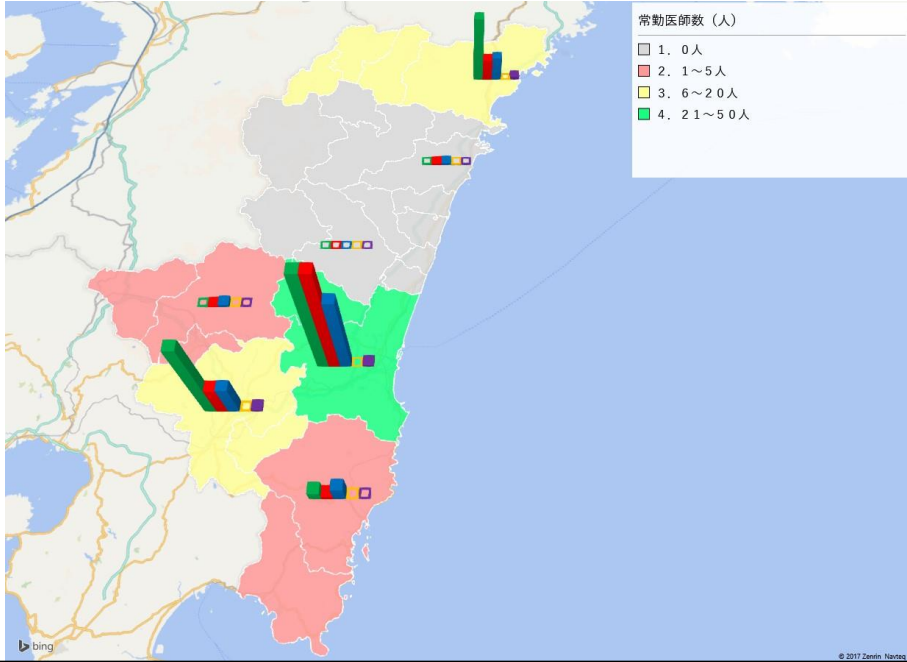 常勤医師数（人）
１．０人
２．１～５人
３．６～２０人
４．２１～５０人
bing
© 2017 Zenrin Navteq